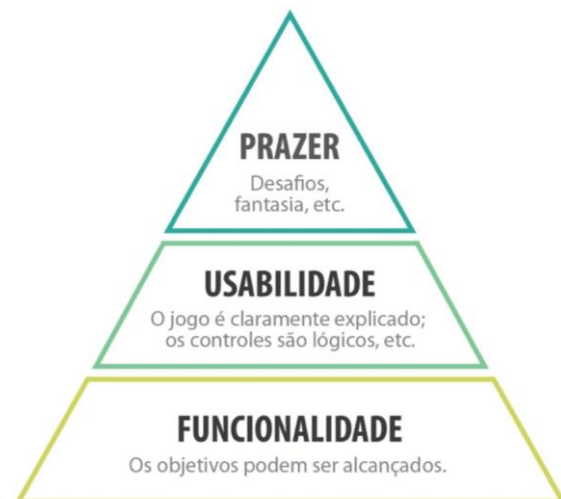 PRAZER
Desafios,
fantasia, etc.
USABILIDADE
O jogo é claramente explicado;
os controles são lógicos, etc.
FUNCIONALIDADE
Os objetivos podem ser alcançados.